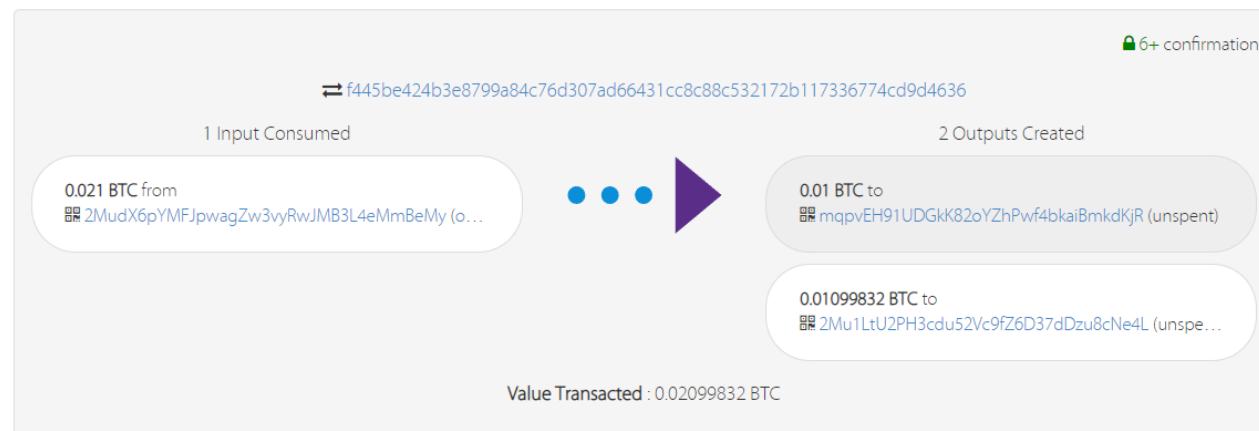 6+ confirmation
f445be424b3e8799a84c76d307ad66431cc8c88c532172b117336774cd9d4636
1 Input Consumed
2 Outputs Created
0.021 BTC from
2MudX6pYMFJpwagZw3vyRwJMB3L4eMmBeMy (o…
0.01 BTC to
mqpvEH91UDGkK82oYZhPwf4bkaiBmkdKjR (unspent)
0.01099832 BTC to
2Mu1LtU2PH3cdu52Vc9fZ6D37dDzu8cNe4L (unspe…
Value Transacted : 0.02099832 BTC